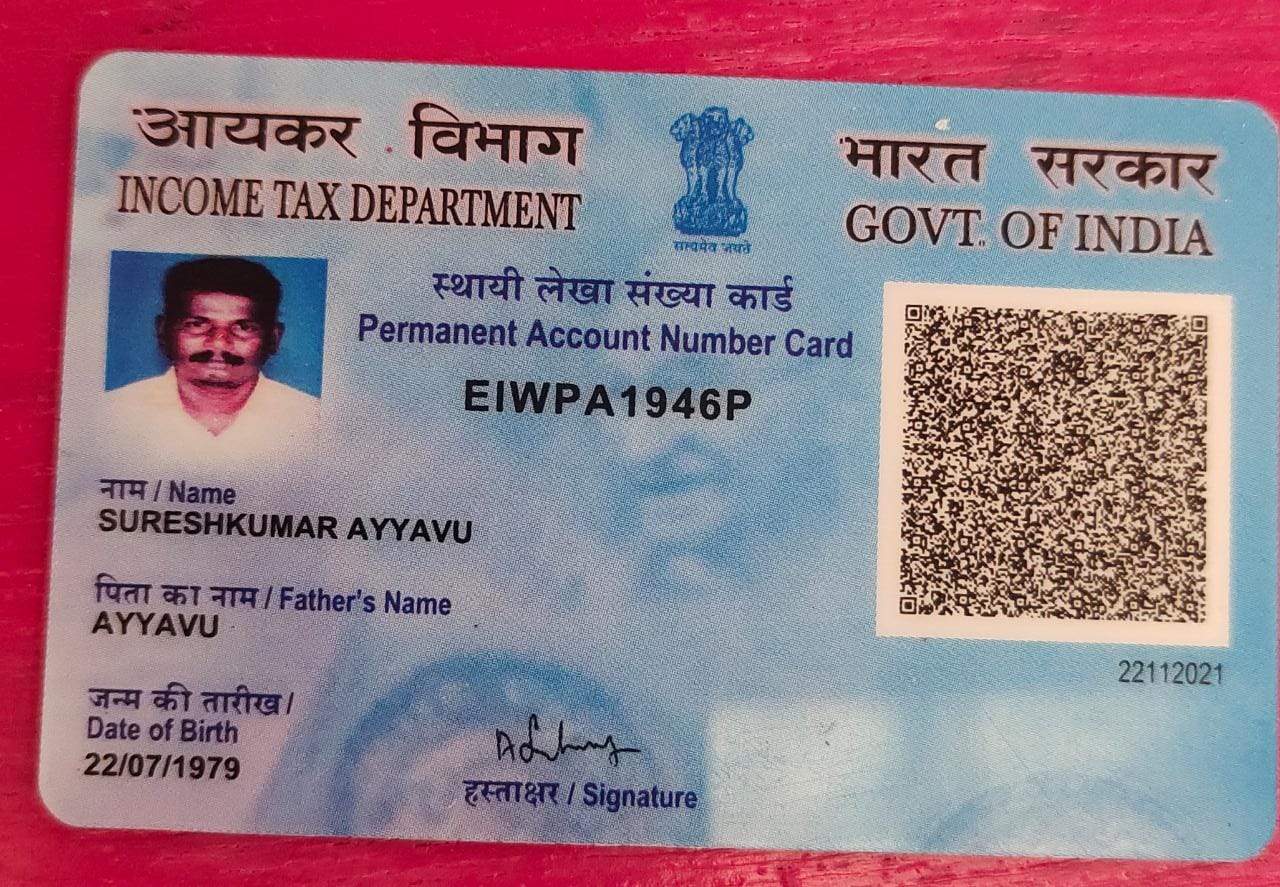 आयकर विभाग
INCOME TAX DEPARTMENT
सत्यमेव जयते
भारत सरकार
GOVT. OF INDIA
स्थायी लेखा संख्या कार्ड
Permanent Account Number Card
EIWPA1946P
नाम / Name
SURESHKUMAR AYYAVU
पिता का नाम / Father's Name
AYYAVU
जन्म की तारीख /
Date of Birth
22/07/1979
हस्ताक्षर / Signature
22112021